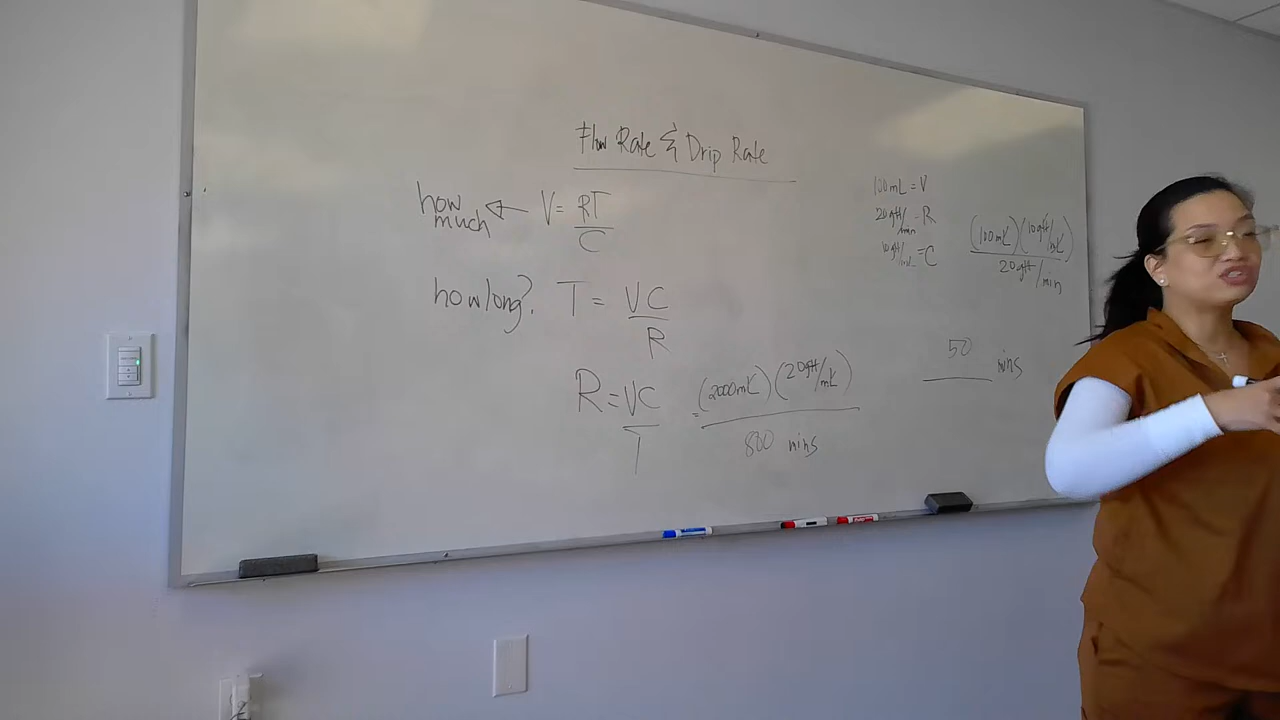 Flow Rate & Drip Rate
how much ← V = RT/C
how long? T = VC/R
R = VC/T = (2000mL)(20gtt/mL)/800 mins
100mL = V
20gtt/min = R
10gtt/mL = C
(100mL)(10gtt/mL)/20gtt/min
50 mins